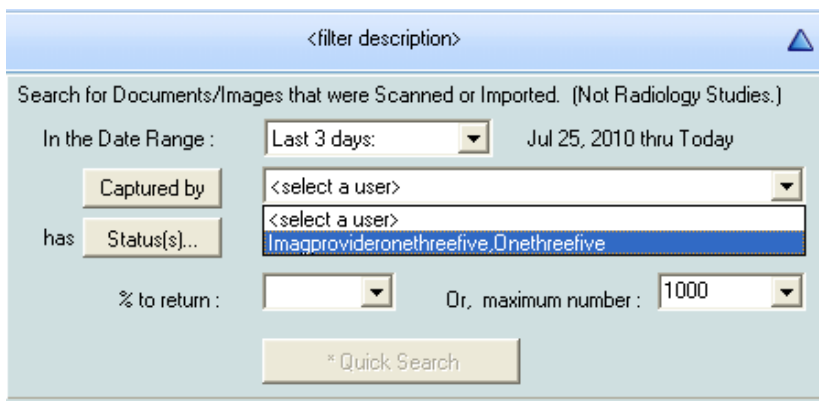 <filter description>
Search for Documents/Images that were Scanned or Imported.  (Not Radiology Studies.)
In the Date Range : Last 3 days: Jul 25, 2010 thru Today
Captured by <select a user>
<select a user>
has Status(s)... Imagprovideronethreefive,Onethreefive
% to return : Or,  maximum number : 1000
* Quick Search